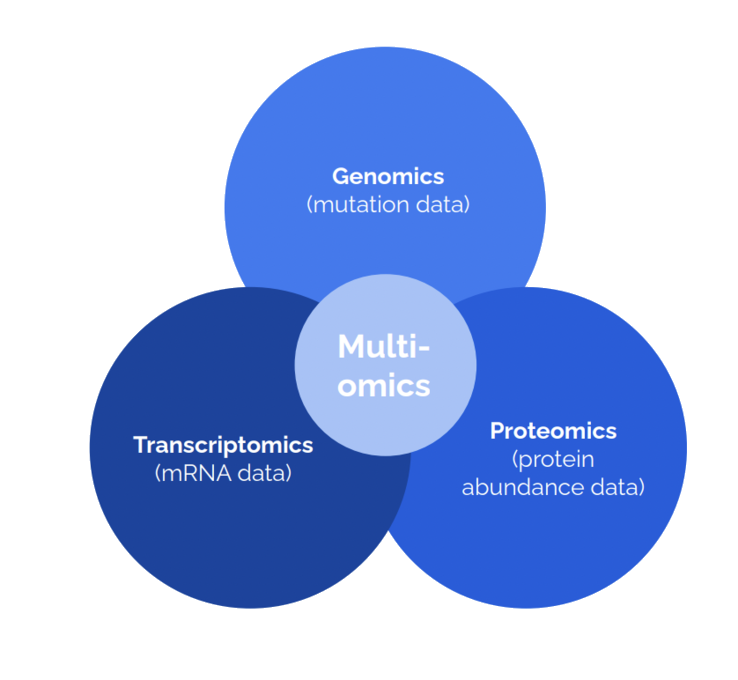 Genomics
(mutation data)
Multi-
omics
Transcriptomics
(mRNA data)
Proteomics
(protein
abundance data)